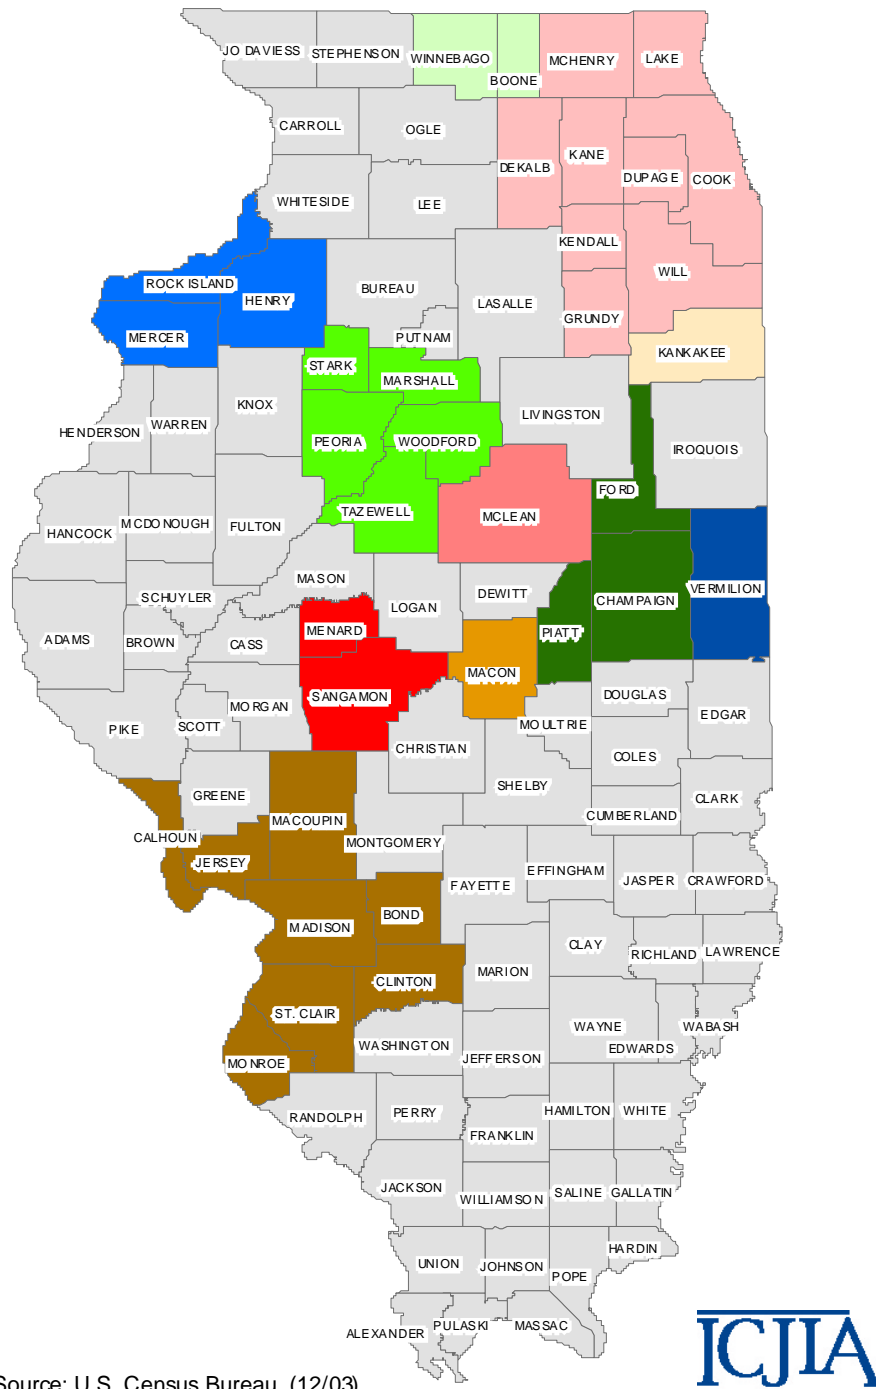 JO DAVIESS
STEPHENSON
WINNEBAGO
BOONE
MCHENRY
LAKE
CARROLL
OGLE
DEKALB
KANE
DUPAGE
COOK
WHITESIDE
LEE
KENDALL
WILL
ROCK ISLAND
HENRY
BUREAU
LASALLE
GRUNDY
MERCER
PUTNAM
KANKAKEE
STARK
MARSHALL
HENDERSON
WARREN
KNOX
PEORIA
WOODFORD
LIVINGSTON
IROQUOIS
FORD
HANCOCK
MCDONOUGH
FULTON
TAZEWELL
MCLEAN
MASON
SCHUYLER
LOGAN
DEWITT
CHAMPAIGN
VERMILION
ADAMS
BROWN
CASS
MENARD
PIATT
MACON
SANGAMON
DOUGLAS
EDGAR
PIKE
SCOTT
MORGAN
CHRISTIAN
MOULTRIE
COLES
GREENE
SHELBY
CLARK
CALHOUN
MACOUPIN
MONTGOMERY
CUMBERLAND
JERSEY
FAYETTE
EFFINGHAM
JASPER
CRAWFORD
MADISON
BOND
CLAY
RICHLAND
LAWRENCE
CLINTON
MARION
ST. CLAIR
WASHINGTON
WAYNE
EDWARDS
WABASH
MONROE
JEFFERSON
RANDOLPH
PERRY
HAMILTON
WHITE
FRANKLIN
JACKSON
WILLIAMSON
SALINE
GALLATIN
UNION
JOHNSON
POPE
HARDIN
ALEXANDER
PULASKI
MASSAC
ICJIA
Source: U.S. Census Bureau (12/03)